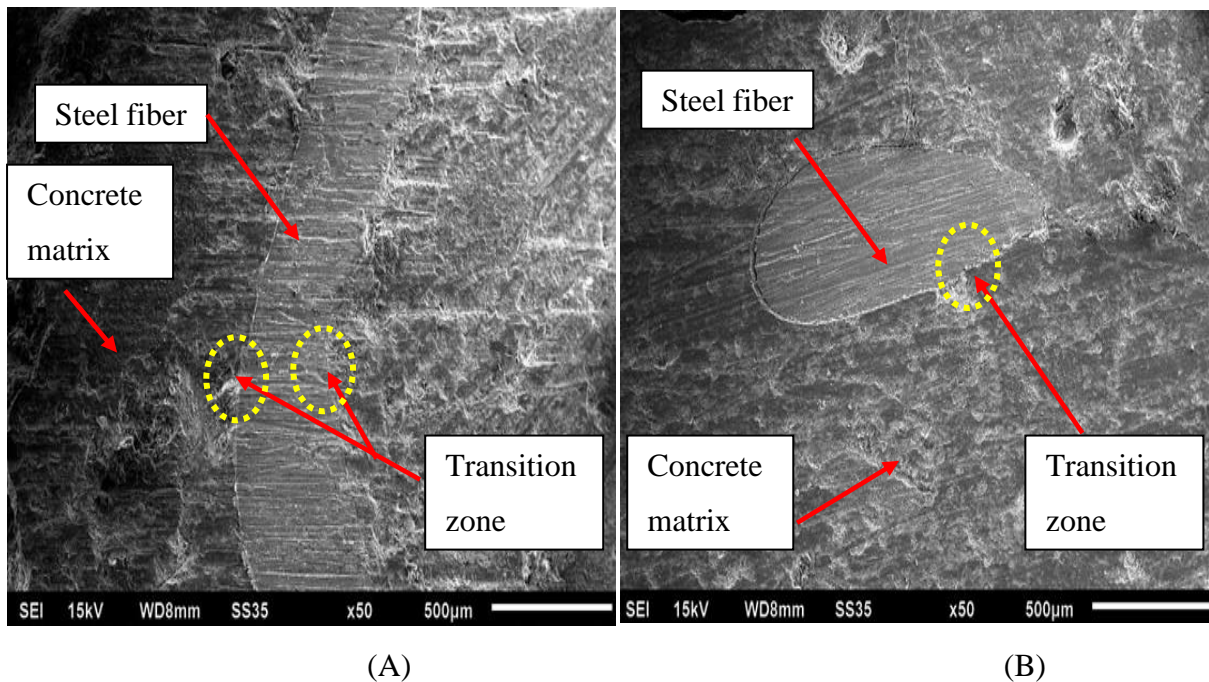 Steel fiber
Concrete
matrix
Transition
zone
SEI 15kV WD8mm SS35 x50 500µm
(A)
Steel fiber
Concrete
matrix
Transition
zone
SEI 15kV WD8mm SS35 x50 500µm
(B)